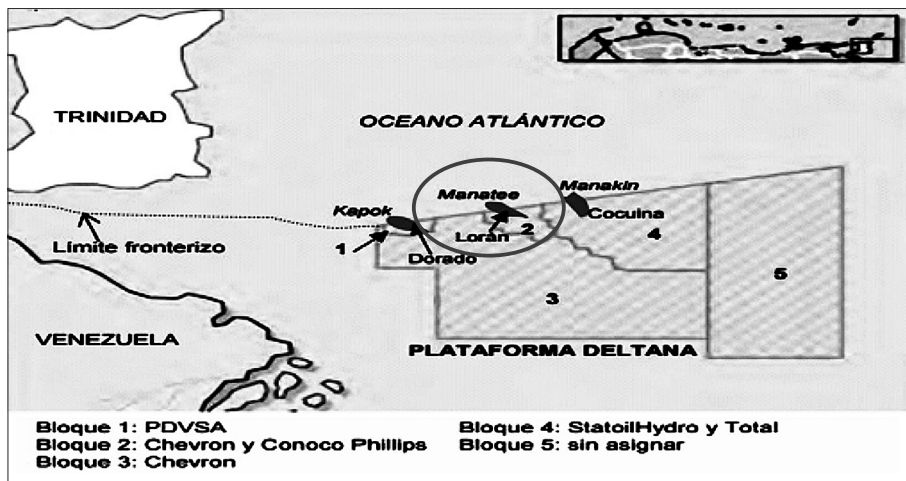 TRINIDAD
OCEANO ATLÁNTICO
Manatee
Manakin
Kapok
Cocuina
Límite fronterizo
1
Lorán
2
4
Dorado
5
3
VENEZUELA
PLATAFORMA DELTANA
Bloque 1: PDVSA
Bloque 2: Chevron y Conoco Phillips
Bloque 3: Chevron
Bloque 4: StatoilHydro y Total
Bloque 5: sin asignar